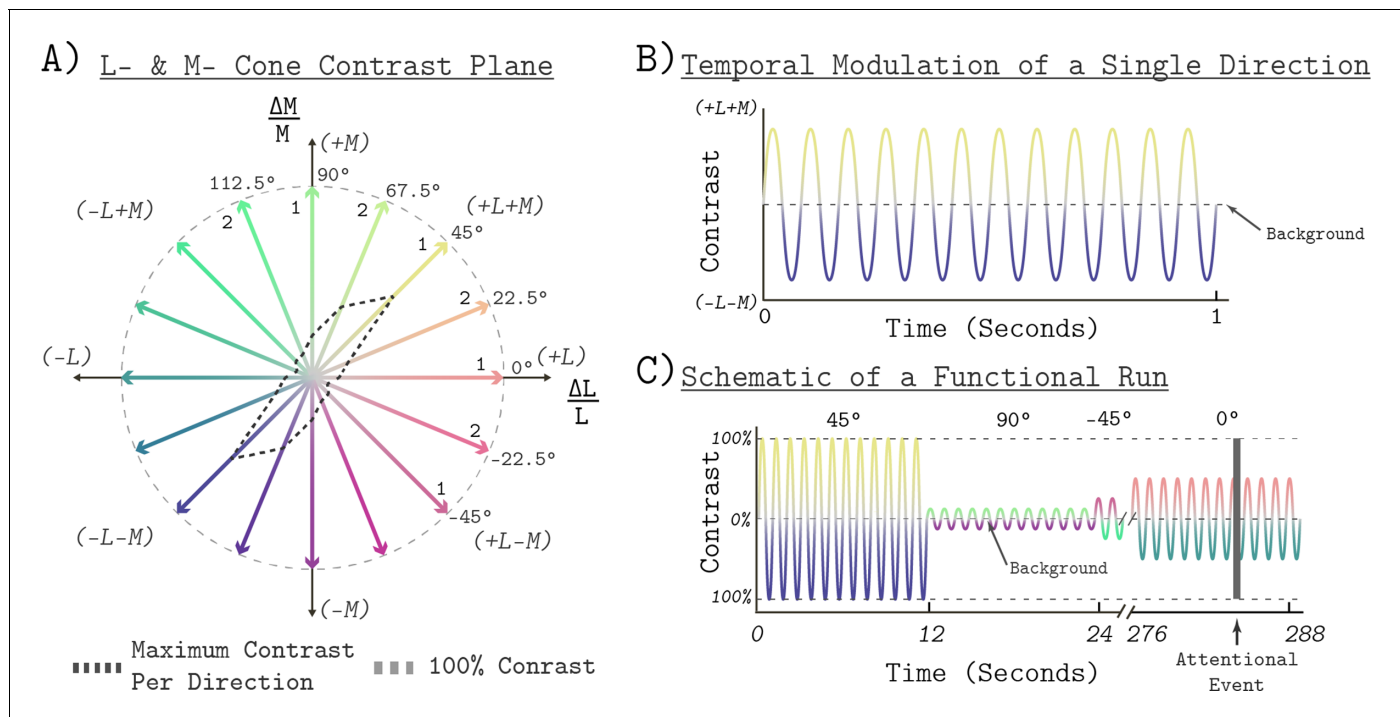 A) L- & M- Cone Contrast Plane
ΔM
M
(+M)
90°
112.5°
67.5°
1
2
2
(-L+M)
(+L+M)
45°
1
22.5°
2
(-L)
(+L)
0°
1
ΔL
L
2
-22.5°
1
-45°
(-L-M)
(+L-M)
(-M)
Maximum Contrast
Per Direction
100% Conrast
B) Temporal Modulation of a Single Direction
(+L+M)
Contrast
Background
(-L-M)
0
1
Time (Seconds)
C) Schematic of a Functional Run
45°
90°
-45°
0°
100%
Contrast
0%
Background
100%
0
12
24
276
288
Time (Seconds)
Attentional
Event